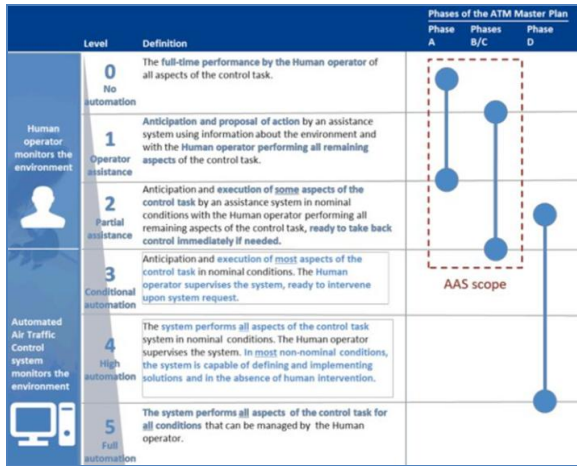 Phases of the ATM Master Plan
Level
Definition
Phase
A
Phases
B/C
Phase
D
Human
operator
monitors the
environment
0
No
automation
The full-time performance by the Human operator of
all aspects of the control task.
1
Operator
assistance
Anticipation and proposal of action by an assistance
system using information about the environment and
with the Human operator performing all remaining
aspects of the control task.
2
Partial
assistance
Anticipation and execution of some aspects of the
control task by an assistance system in nominal
conditions with the Human operator performing all
remaining aspects of the control task, ready to take back
control immediately if needed.
Automated
Air Traffic
Control
system
monitors the
environment
3
Conditional
automation
Anticipation and execution of most aspects of the
control task in nominal conditions. The Human
operator supervises the system, ready to intervene
upon system request.
4
High
automation
The system performs all aspects of the control task
system in nominal conditions. The Human operator
supervises the system. In most non-nominal conditions,
the system is capable of defining and implementing
solutions and in the absence of human intervention.
5
Full
automation
The system performs all aspects of the control task for
all conditions that can be managed by the Human
operator.
AAS scope